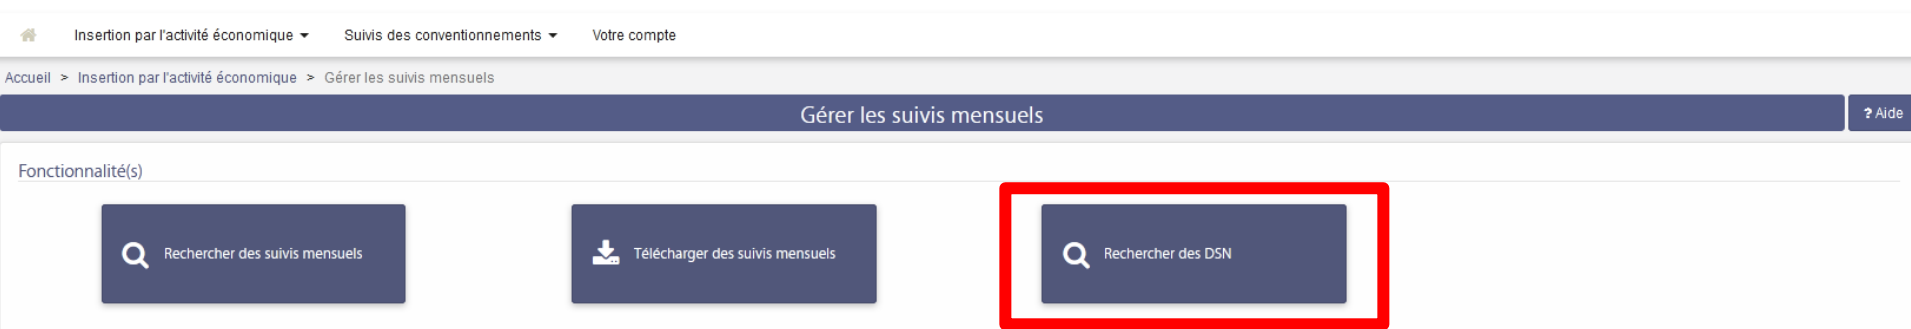 Insertion par l'activité économique Suivis des conventionnements Votre compte
Accueil > Insertion par l'activité économique > Gérer les suivis mensuels
Gérer les suivis mensuels
? Aide
Fonctionnalité(s)
Rechercher des suivis mensuels
Télécharger des suivis mensuels
Rechercher des DSN